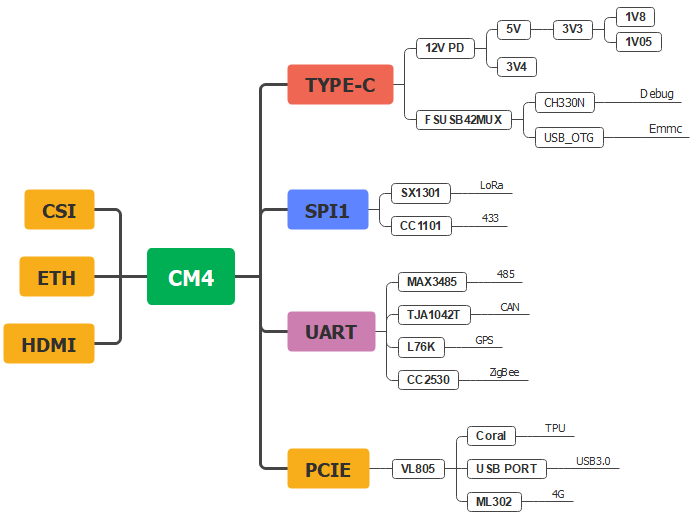 CM4
CSI
ETH
HDMI
TYPE-C
12V PD
5V
3V3
1V8
1V05
3V4
FSUSB42MUX
CH330N
Debug
USB_OTG
Emmc
SPI1
SX1301
LoRa
CC1101
433
UART
MAX3485
485
TJA1042T
CAN
L76K
GPS
CC2530
ZigBee
PCIE
VL805
Coral
TPU
USB PORT
USB3.0
ML302
4G